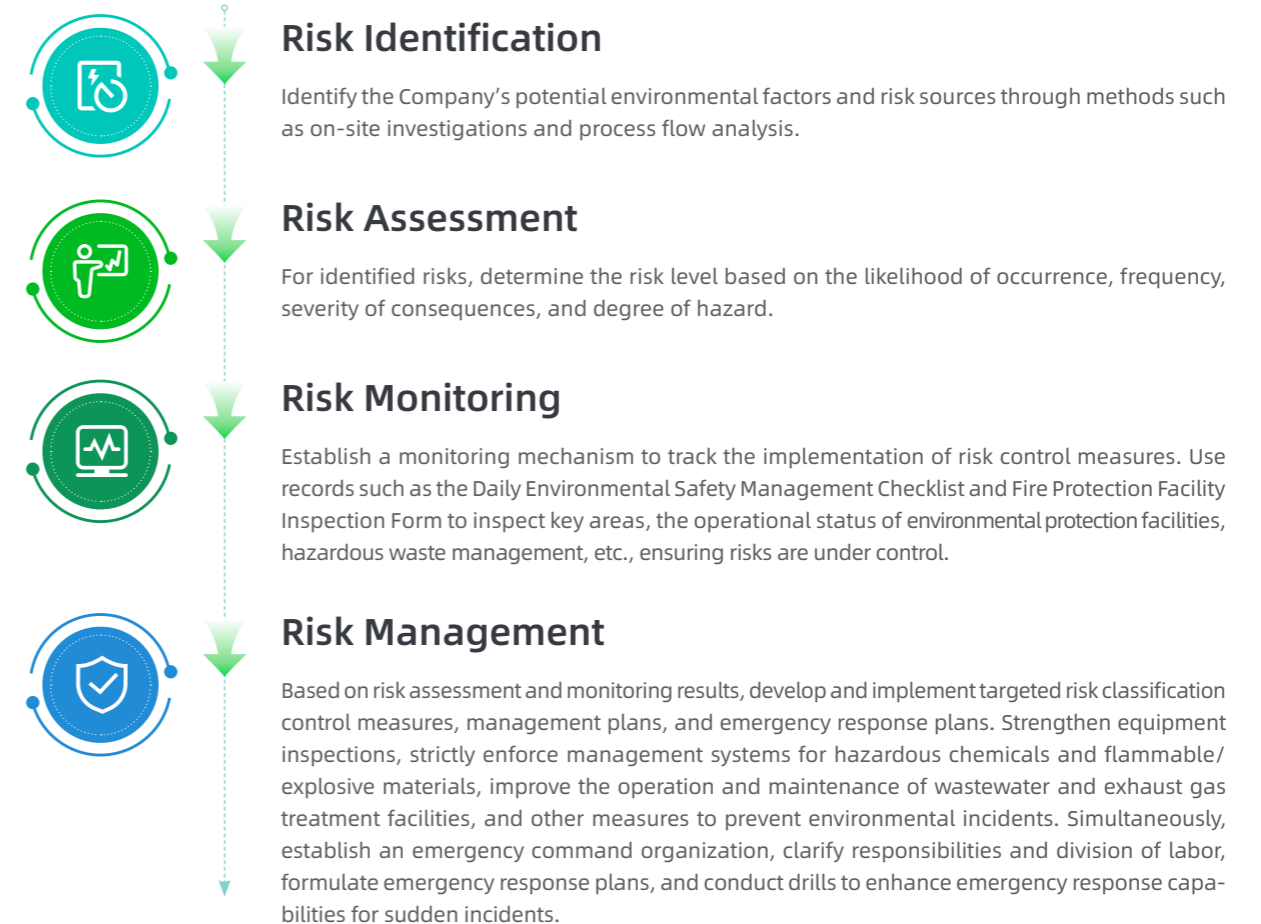 Risk Identification
Identify the Company’s potential environmental factors and risk sources through methods such
as on-site investigations and process flow analysis.
Risk Assessment
For identified risks, determine the risk level based on the likelihood of occurrence, frequency,
severity of consequences, and degree of hazard.
Risk Monitoring
Establish a monitoring mechanism to track the implementation of risk control measures. Use
records such as the Daily Environmental Safety Management Checklist and Fire Protection Facility
Inspection Form to inspect key areas, the operational status of environmental protection facilities,
hazardous waste management, etc., ensuring risks are under control.
Risk Management
Based on risk assessment and monitoring results, develop and implement targeted risk classification
control measures, management plans, and emergency response plans. Strengthen equipment
inspections, strictly enforce management systems for hazardous chemicals and flammable/
explosive materials, improve the operation and maintenance of wastewater and exhaust gas
treatment facilities, and other measures to prevent environmental incidents. Simultaneously,
establish an emergency command organization, clarify responsibilities and division of labor,
formulate emergency response plans, and conduct drills to enhance emergency response capa-
bilities for sudden incidents.